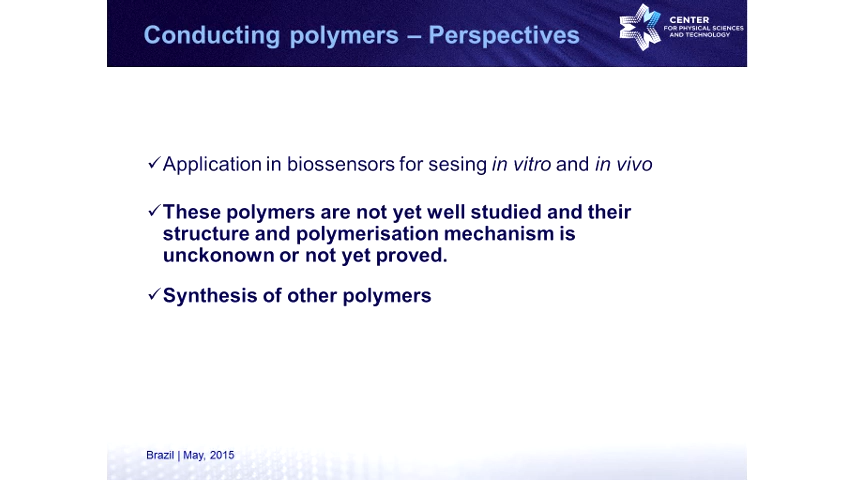 Conducting polymers – Perspectives
CENTER
FOR PHYSICAL SCIENCES
AND TECHNOLOGY
✓Application in biossensors for sesing in vitro and in vivo
✓These polymers are not yet well studied and their
structure and polymerisation mechanism is
unckonown or not yet proved.
✓Synthesis of other polymers
Brazil | May, 2015